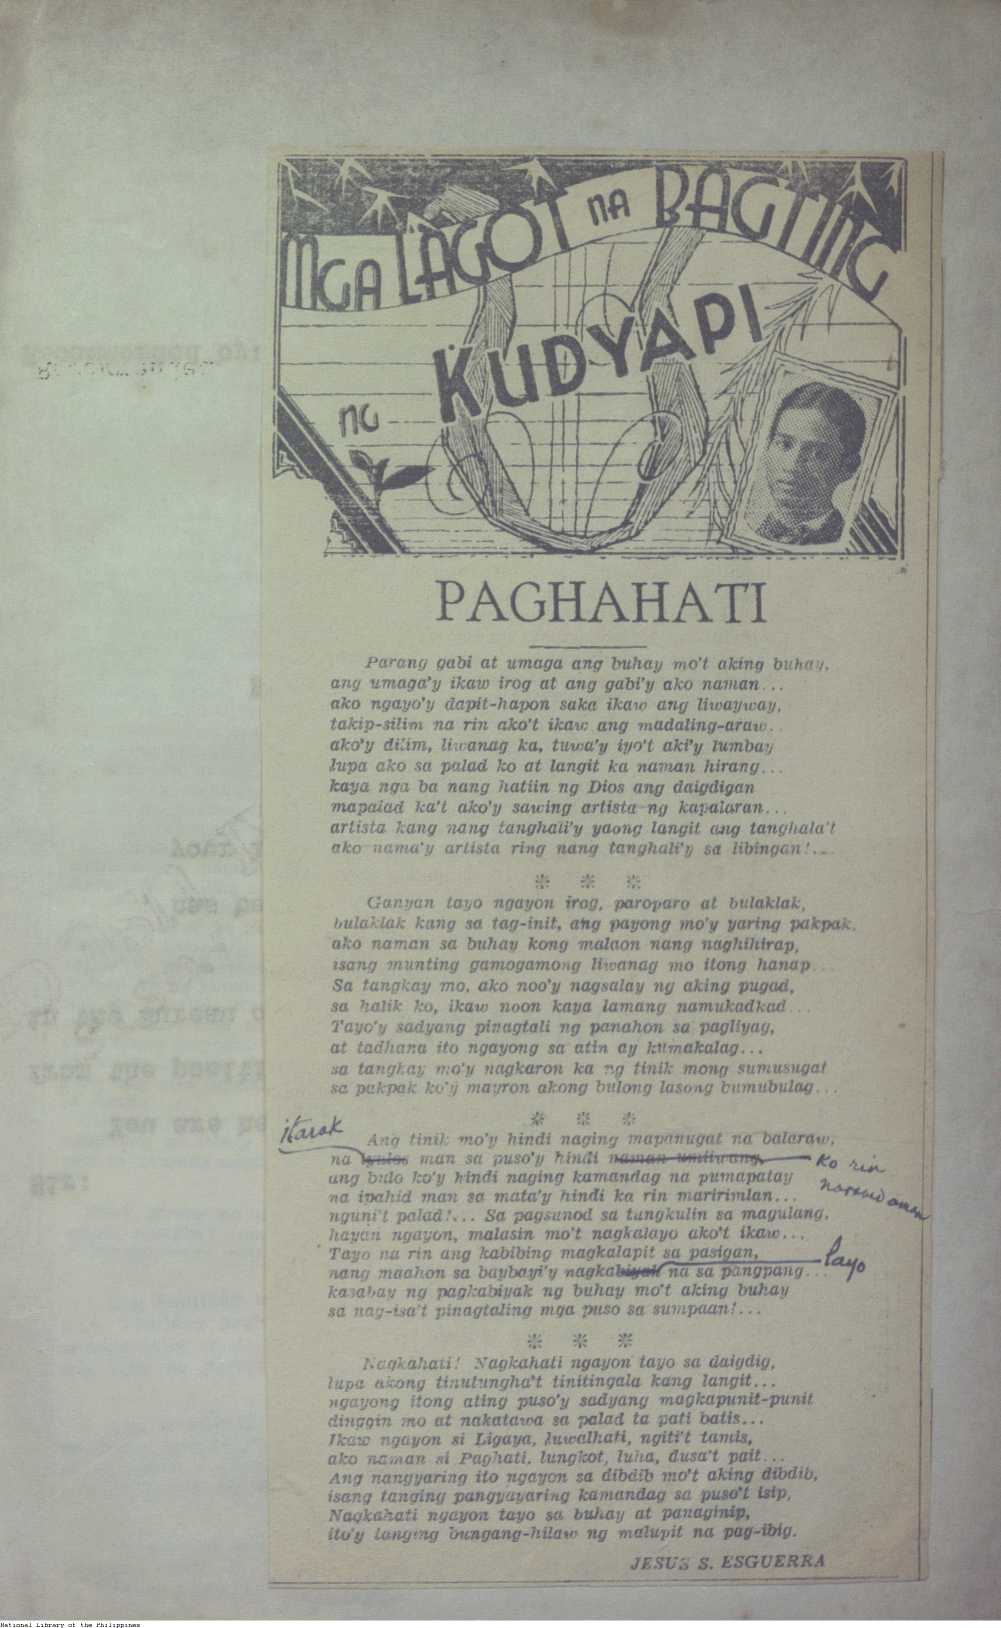 MGA LAGOT NA BAGTING
NG KUDYAPI
PAGHAHATI
Parang gabi at umaga ang buhay mo't aking buhay,
ang umaga'y ikaw irog at ang gabi'y ako naman...
ako ngayo'y dapit-hapon saka ikaw ang liwayway,
takip-silim na rin ako't ikaw ang madaling-araw..
ako'y dilim, liwanag ka, tuwa'y iyo't aki'y lumbay
lupa ako sa palad ko at langit ka naman hirang...
kaya nga ba nang hatiin ng Dios ang daigdigan
mapalad ka't ako'y sawing artista ng kapalaran...
artista kang nang tanghali'y yaong langit ang tanghala't
ako nama'y artista ring nang tanghali'y sa libingan!...
* * *
Ganyan tayo ngayon irog, paroparo at bulaklak,
bulaklak kang sa tag-init, ang payong mo'y yaring pakpak,
ako naman sa buhay kong malaon nang naghihirap,
isang munting gamogamong liwanag mo itong hanap...
Sa tangkay mo, ako noo'y nagsalay ng aking pugad,
sa halik ko, ikaw noon kaya lamang namukadkad...
Tayo'y sadyang pinagtali ng panahon sa pagliyag,
at tadhana ito ngayong sa atin ay kumakalag...
sa tangkay mo'y nagkaron ka ng tinik mong sumusugat
sa pakpak ko'y mayron akong bulong lasong bumubulag...
* * *
itarak
Ang tinik mo'y hindi naging mapanugat na balaraw,
na man sa puso'y hindi naman umiiwang, ko rin
ang bulo ko'y hindi naging kamandag na pumapatay
na ipahid man sa mata'y hindi ka rin maririmlan...
nguni't palad!... Sa pagsunod sa tungkulin sa magulang,
hayan ngayon, malasin mo't nagkalayo ako't ikaw...
Tayo na rin ang kabibing magkalapit sa pasigan,
nang maahon sa baybayi'y nagkabiyak na sa pangpang... layo
kasabay ng pagkabiyak ng buhay mo't aking buhay
sa nag-isa't pinagtaling mga puso sa sumpaan!...
* * *
Nagkahati! Nagkahati ngayon tayo sa daigdig,
lupa akong tinutungha't tinitingala kang langit...
ngayong itong ating puso'y sadyang magkapunit-punit
dinggin mo at nakatawa sa palad ta pati batis...
Ikaw ngayon si Ligaya, luwalhati, ngiti't tamis,
ako naman si Paghati, lungkot, luha, dusa't pait...
Ang nangyaring ito ngayon sa dibdib mo't aking dibdib,
isang tanging pangyayaring kamandag sa puso't isip,
Nagkahati ngayon tayo sa buhay at panaginip,
ito'y tanging bungang-hilaw ng malupit na pag-ibig.
JESUS S. ESGUERRA
National Library of the Philippines